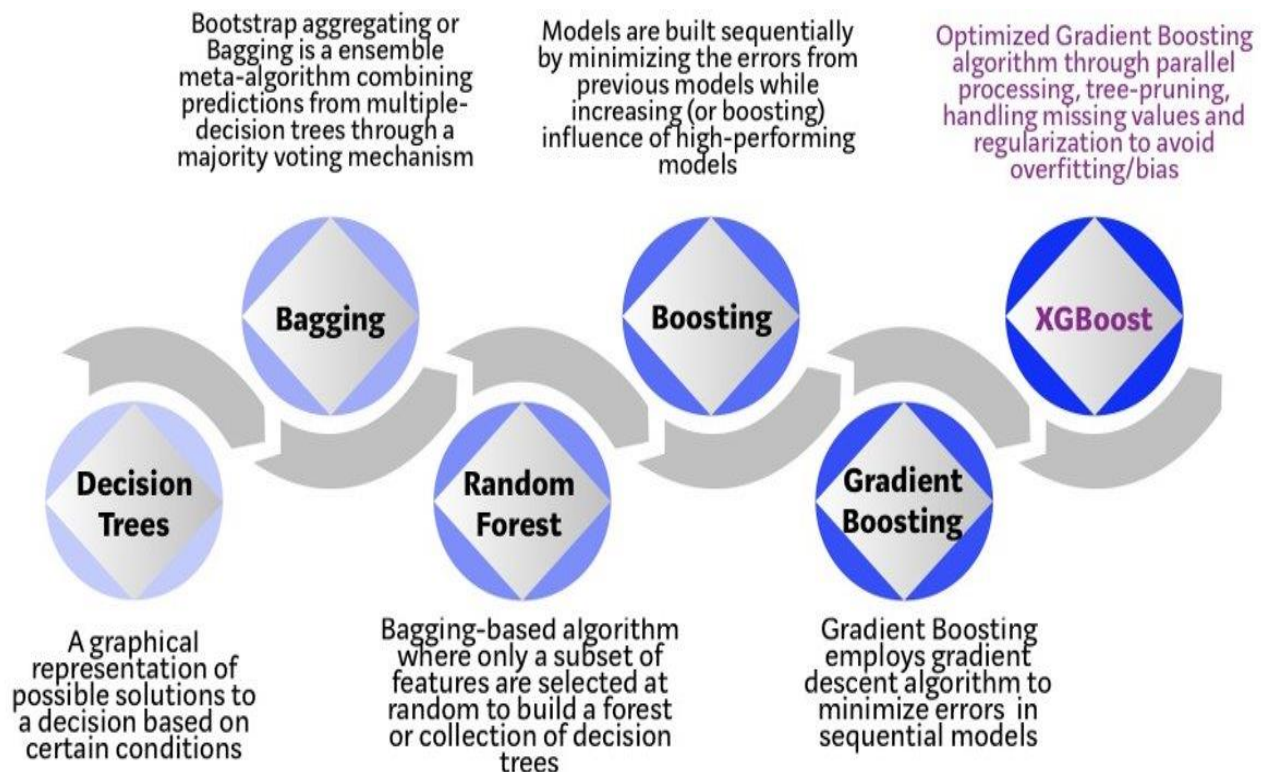 Bootstrap aggregating or
Bagging is a ensemble
meta-algorithm combining
predictions from multiple-
decision trees through a
majority voting mechanism
Models are built sequentially
by minimizing the errors from
previous models while
increasing (or boosting)
influence of high-performing
models
Optimized Gradient Boosting
algorithm through parallel
processing, tree-pruning,
handling missing values and
regularization to avoid
overfitting/bias
Bagging
Boosting
XGBoost
Decision
Trees
Random
Forest
Gradient
Boosting
A graphical
representation of
possible solutions to
a decision based on
certain conditions
Bagging-based algorithm
where only a subset of
features are selected at
random to build a forest
or collection of decision
trees
Gradient Boosting
employs gradient
descent algorithm to
minimize errors in
sequential models